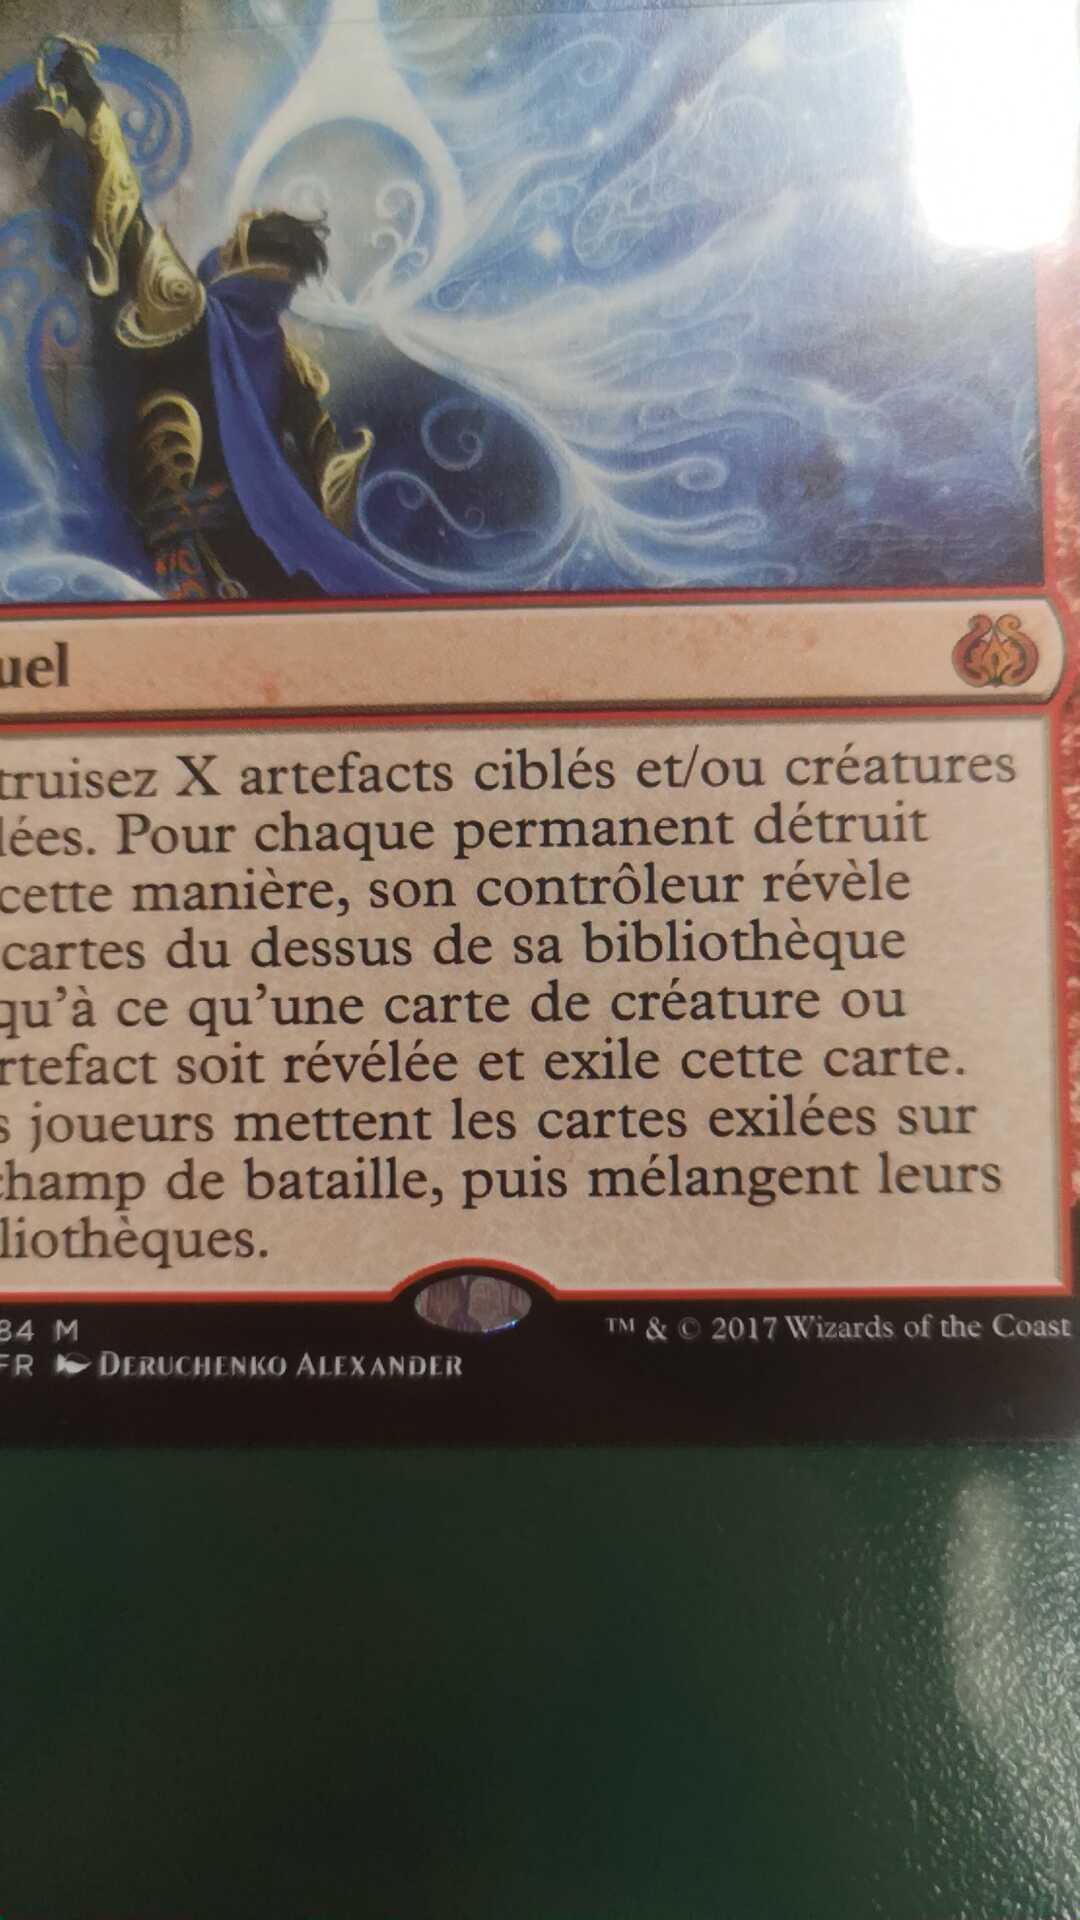 uel
truisez X artefacts ciblés et/ou créatures
lées. Pour chaque permanent détruit
cette manière, son contrôleur révèle
cartes du dessus de sa bibliothèque
qu'à ce qu'une carte de créature ou
rtefact soit révélée et exile cette carte.
s joueurs mettent les cartes exilées sur
champ de bataille, puis mélangent leurs
liothèques.
84 M
FR DERUCHENKO ALEXANDER
™ & © 2017 Wizards of the Coast